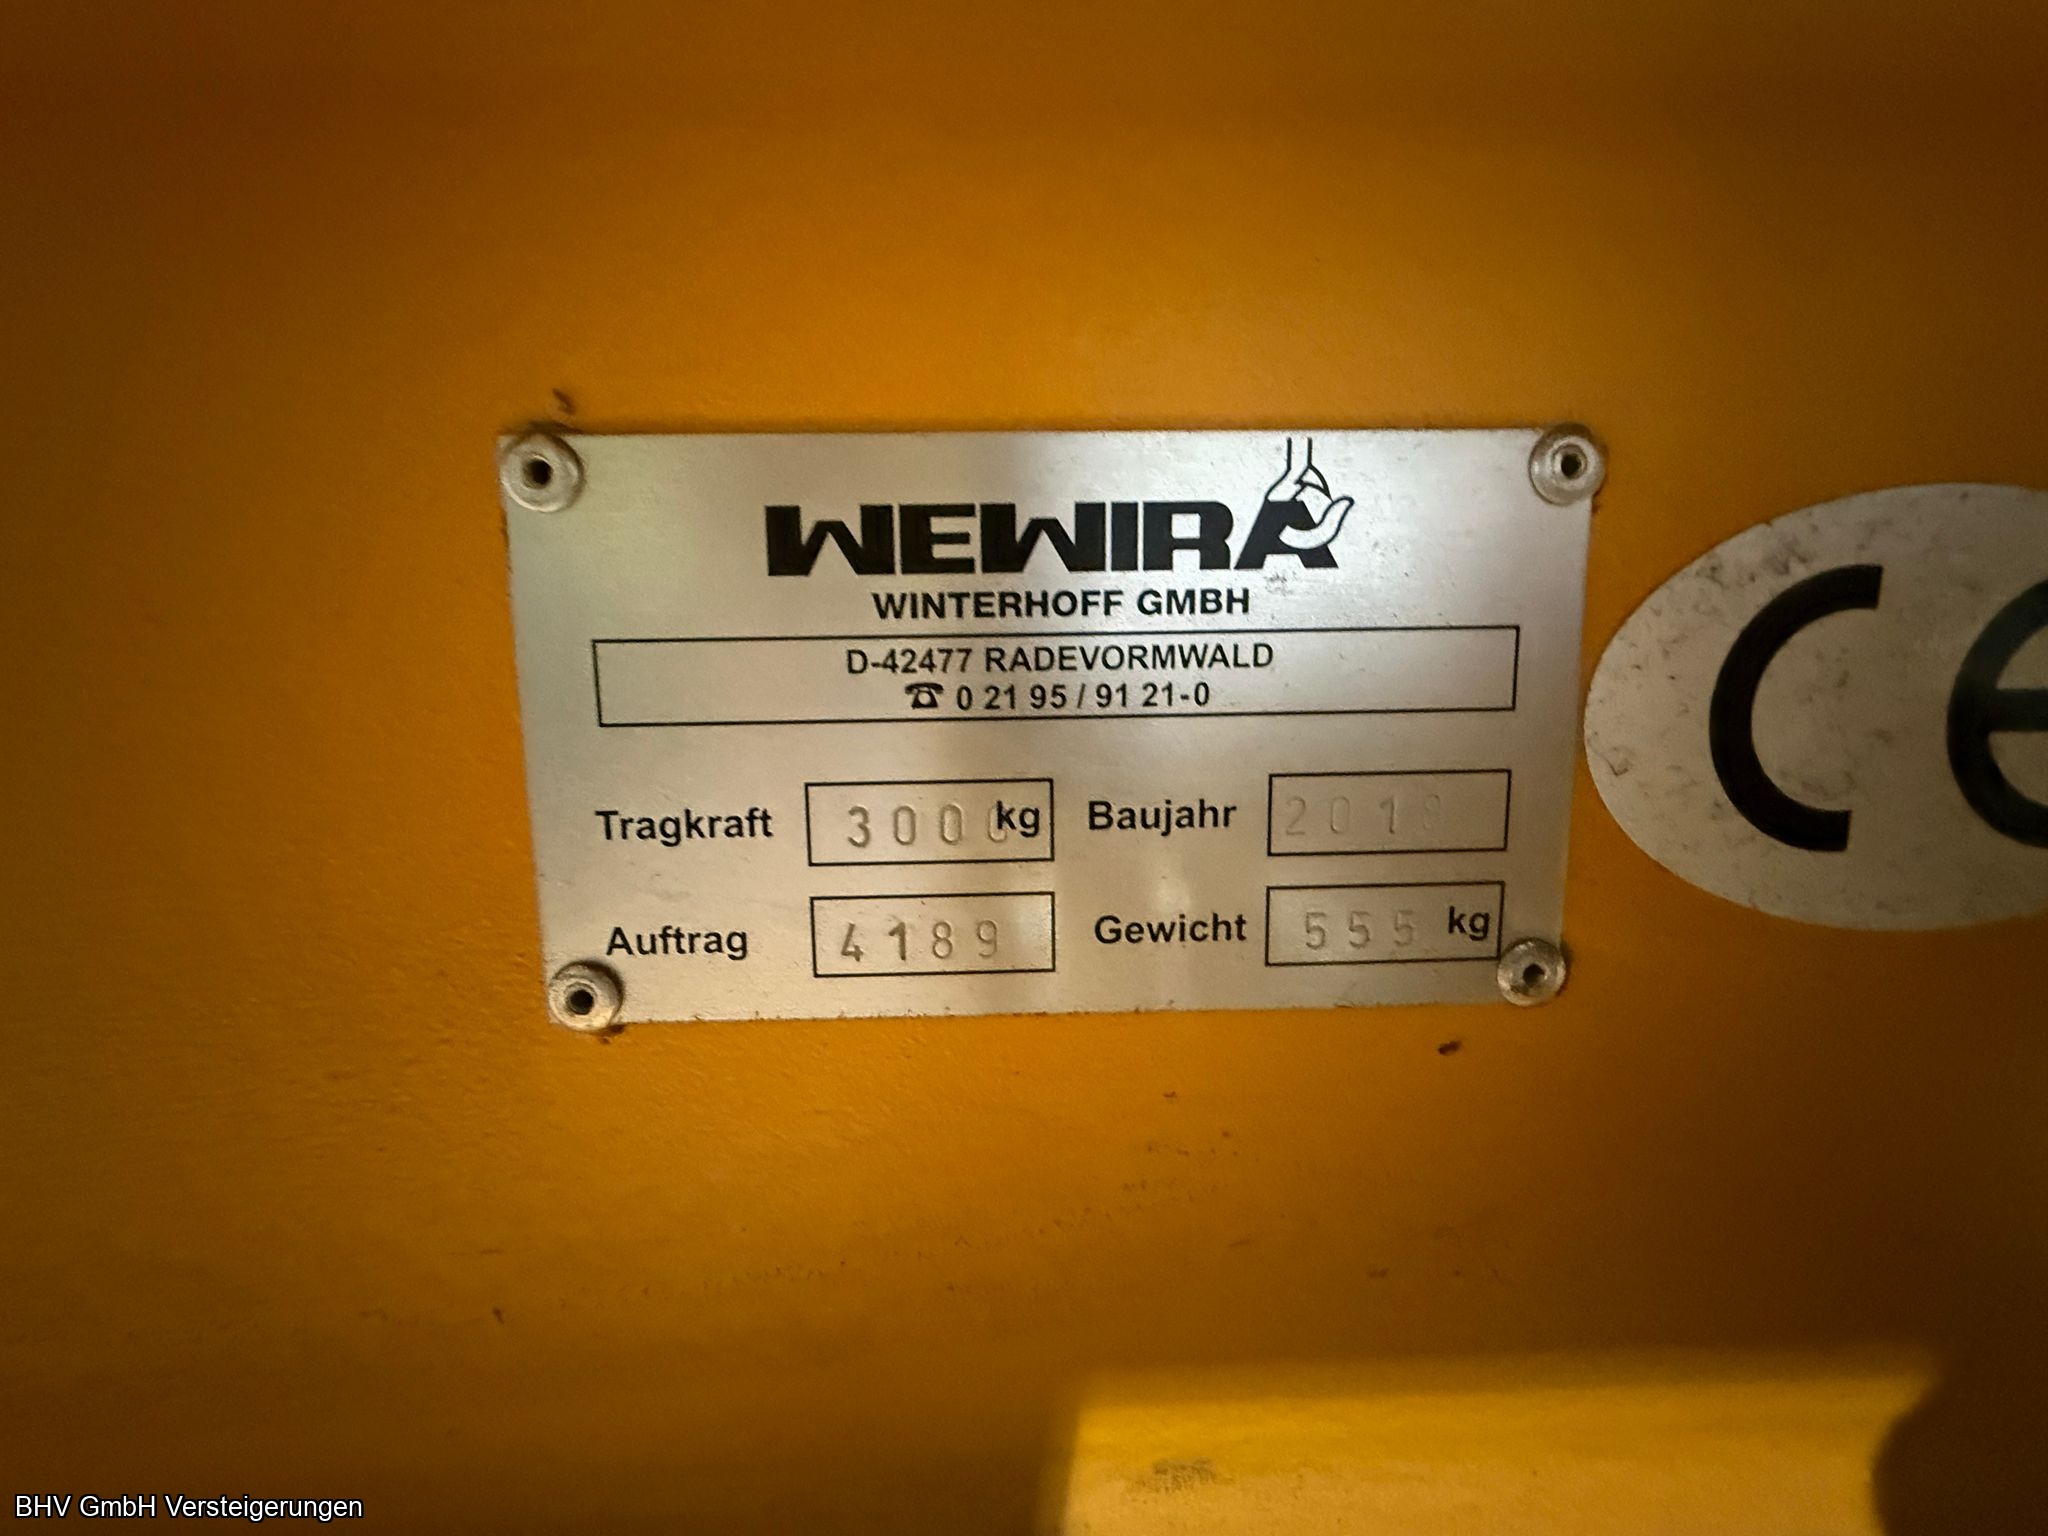 WEWIRA
WINTERHOFF GMBH
D-42477 RADEVORMWALD
☎ 0 21 95 / 91 21-0
Tragkraft 3000 kg Baujahr
Auftrag 4189 Gewicht 555 kg
CE
BHV GmbH Versteigerungen